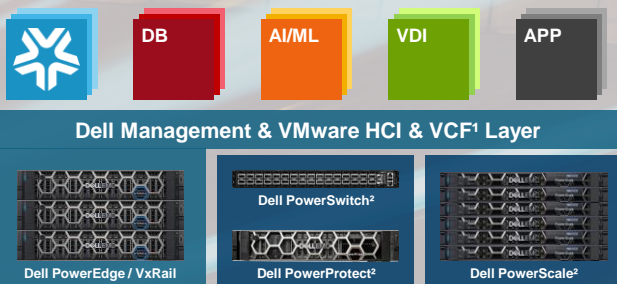 DB
AI/ML
VDI
APP
Dell Management & VMware HCI & VCF¹ Layer
Dell PowerSwitch²
Dell PowerEdge / VxRail
Dell PowerProtect²
Dell PowerScale²